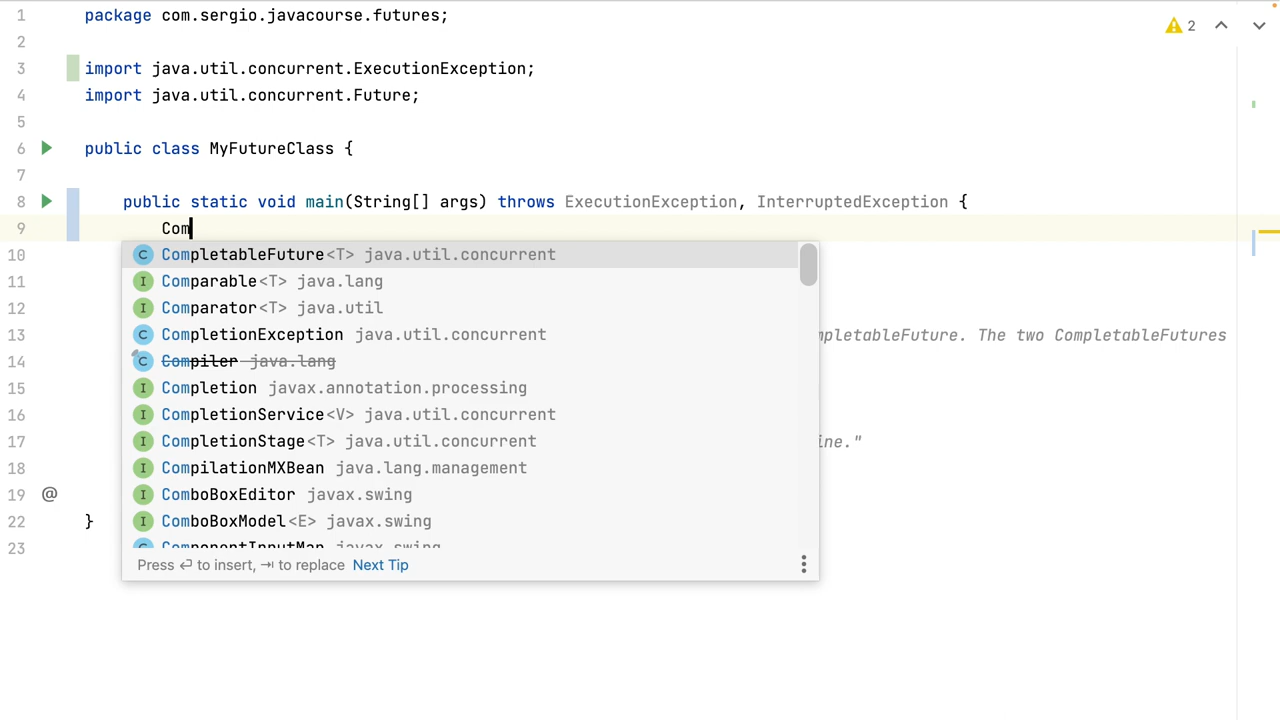 1 package com.sergio.javacourse.futures;
2
2
3 import java.util.concurrent.ExecutionException;
4 import java.util.concurrent.Future;
5
6 public class MyFutureClass {
7
8 public static void main(String[] args) throws ExecutionException, InterruptedException {
9 Com
10 CompletableFuture<T> java.util.concurrent
11 Comparable<T> java.lang
12 Comparator<T> java.util
13 CompletionException java.util.concurrent mpletableFuture. The two CompletableFutures
14 Compiler java.lang
15 Completion javax.annotation.processing
16 CompletionService<V> java.util.concurrent
17 CompletionStage<T> java.util.concurrent ine."
18 CompilationMXBean java.lang.management
19 @ ComboBoxEditor javax.swing
22 } ComboBoxModel<E> javax.swing
23 ComponentInputMap javax.swing
Press ⏎ to insert, ⇥ to replace Next Tip